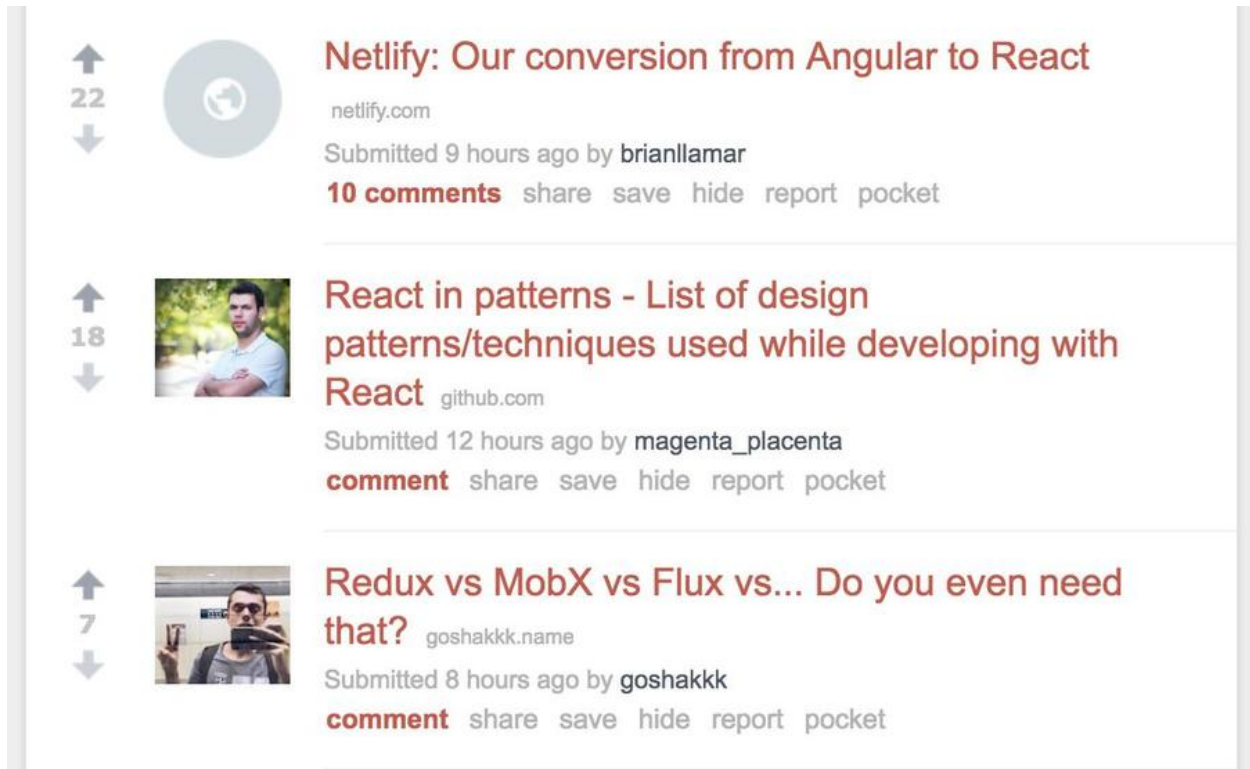 Netlify: Our conversion from Angular to React
22
netlify.com
Submitted 9 hours ago by brianllamar
10 comments share save hide report pocket
React in patterns - List of design
18
patterns/techniques used while developing with
React github.com
Submitted 12 hours ago by magenta_placenta
comment share save hide report pocket
Redux vs MobX vs Flux vs... Do you even need
7
that? goshakkk.name
Submitted 8 hours ago by goshakkk
comment share save hide report pocket